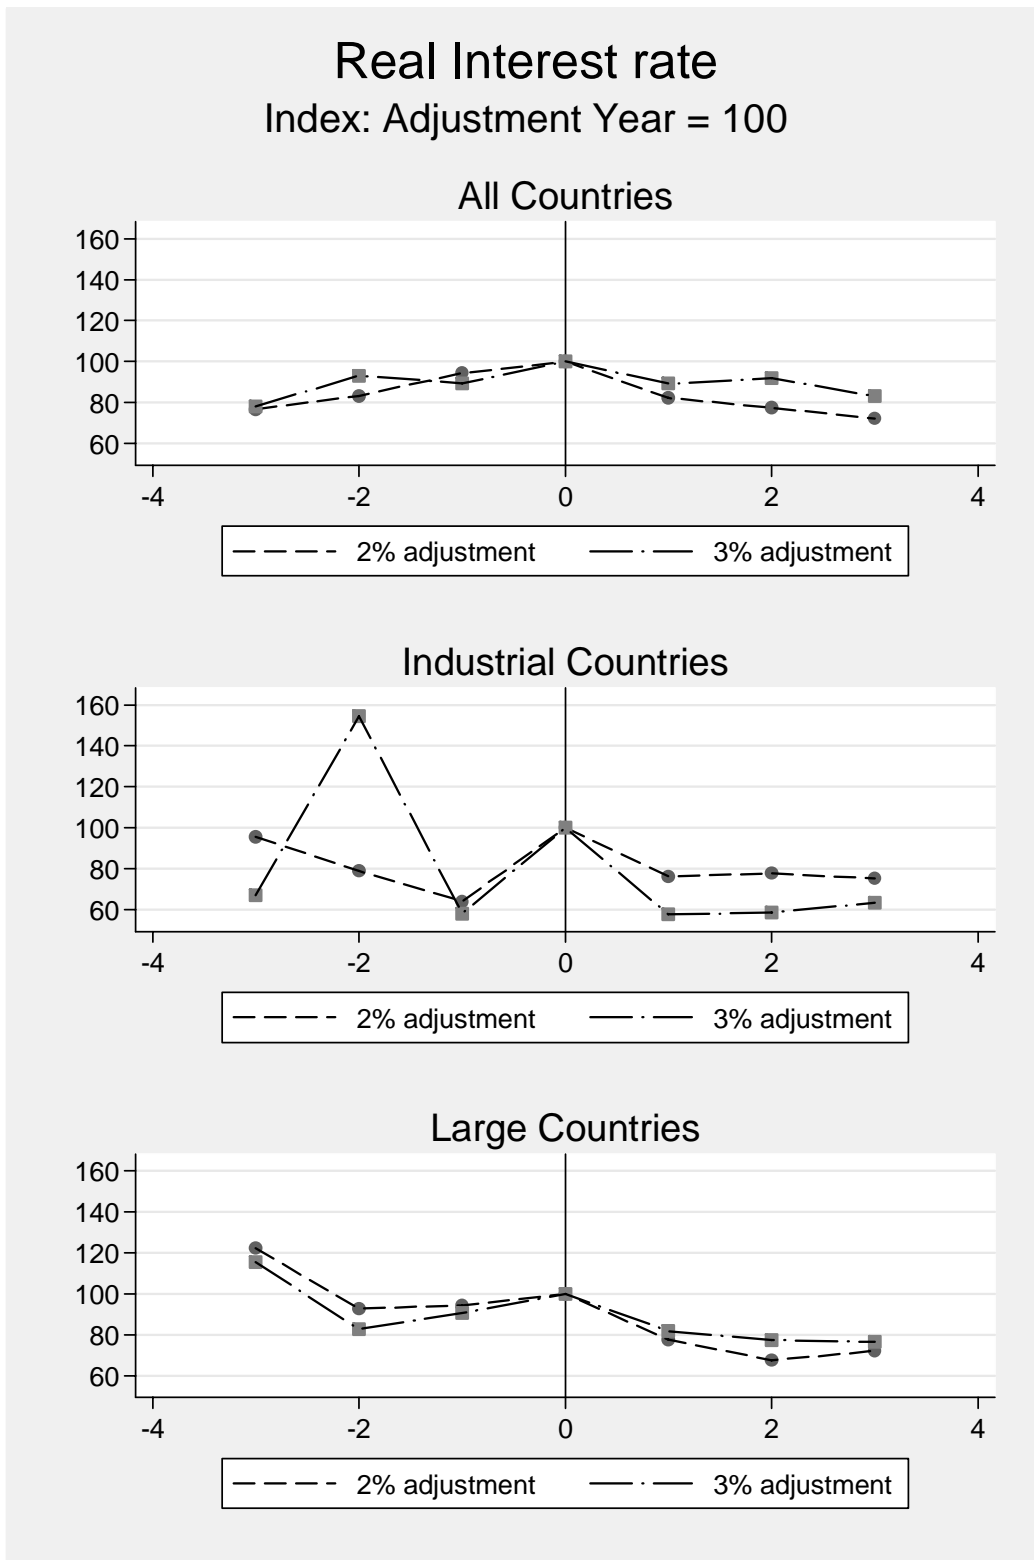 Real Interest rate
Index: Adjustment Year = 100
All Countries
160
140
120
100
80
60
-4 -2 0 2 4
2% adjustment 3% adjustment
Industrial Countries
160
140
120
100
80
60
-4 -2 0 2 4
2% adjustment 3% adjustment
Large Countries
160
140
120
100
80
60
-4 -2 0 2 4
2% adjustment 3% adjustment